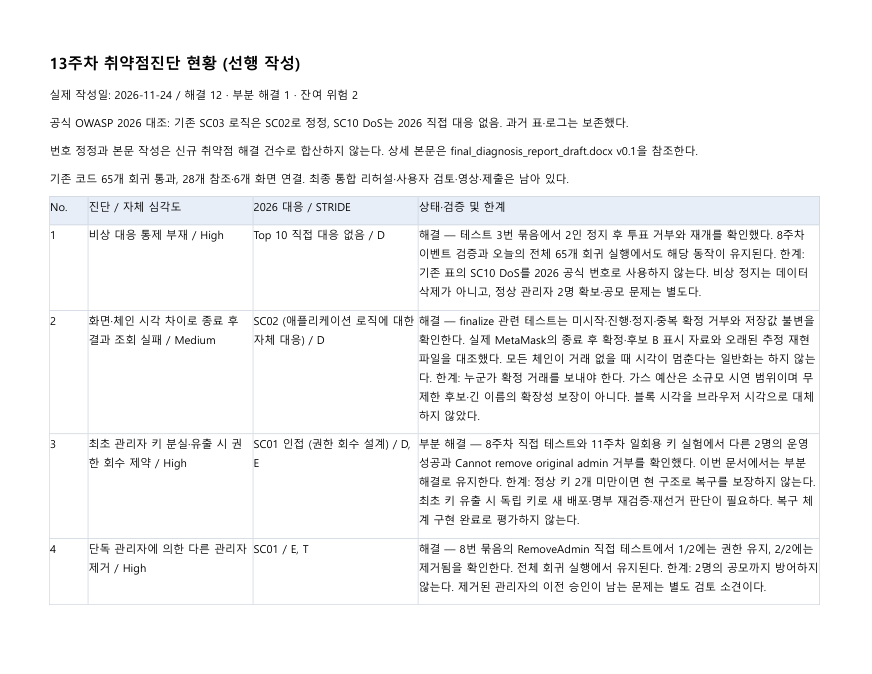 13주차 취약점진단 현황 (선행 작성)
실제 작성일: 2026-11-24 / 해결 12 · 부분 해결 1 · 잔여 위험 2
공식 OWASP 2026 대조: 기존 SC03 로직은 SC02로 정정, SC10 DoS는 2026 직접 대응 없음. 과거 표·로그는 보존했다.
번호 정정과 본문 작성은 신규 취약점 해결 건수로 합산하지 않는다. 상세 본문은 final_diagnosis_report_draft.docx v0.1을 참조한다.
기존 코드 65개 회귀 통과, 28개 참조·6개 화면 연결. 최종 통합 리허설·사용자 검토·영상·제출은 남아 있다.
No. 진단 / 자체 심각도 2026 대응 / STRIDE 상태·검증 및 한계
1 비상 대응 통제 부재 / High Top 10 직접 대응 없음 / D 해결 — 테스트 3번 묶음에서 2인 정지 후 투표 거부와 재개를 확인했다. 8주차
이벤트 검증과 오늘의 전체 65개 회귀 실행에서도 해당 동작이 유지된다. 한계:
기존 표의 SC10 DoS를 2026 공식 번호로 사용하지 않는다. 비상 정지는 데이터
삭제가 아니고, 정상 관리자 2명 확보·공모 문제는 별도다.
2 화면·체인 시각 차이로 종료 후 SC02 (애플리케이션 로직에 대한 해결 — finalize 관련 테스트는 미시작·진행·정지·중복 확정 거부와 저장값 불변을
결과 조회 실패 / Medium 자체 대응) / D 확인한다. 실제 MetaMask의 종료 후 확정·후보 B 표시 자료와 오래된 추정 재현
파일을 대조했다. 모든 체인이 거래 없을 때 시각이 멈춘다는 일반화는 하지 않는
다. 한계: 누군가 확정 거래를 보내야 한다. 가스 예산은 소규모 시연 범위이며 무
제한 후보·긴 이름의 확장성 보장이 아니다. 블록 시각을 브라우저 시각으로 대체
하지 않았다.
3 최초 관리자 키 분실·유출 시 권 SC01 인접 (권한 회수 설계) / D, 부분 해결 — 8주차 직접 테스트와 11주차 일회용 키 실험에서 다른 2명의 운영
한 회수 제약 / High E 성공과 Cannot remove original admin 거부를 확인했다. 이번 문서에서는 부분
해결로 유지한다. 한계: 정상 키 2개 미만이면 현 구조로 복구를 보장하지 않는다.
최초 키 유출 시 독립 키로 새 배포·명부 재검증·재선거 판단이 필요하다. 복구 체
계 구현 완료로 평가하지 않는다.
4 단독 관리자에 의한 다른 관리자 SC01 / E, T 해결 — 8번 묶음의 RemoveAdmin 직접 테스트에서 1/2에는 권한 유지, 2/2에는
제거 / High 제거됨을 확인한다. 전체 회귀 실행에서 유지된다. 한계: 2명의 공모까지 방어하지
않는다. 제거된 관리자의 이전 승인이 남는 문제는 별도 검토 소견이다.